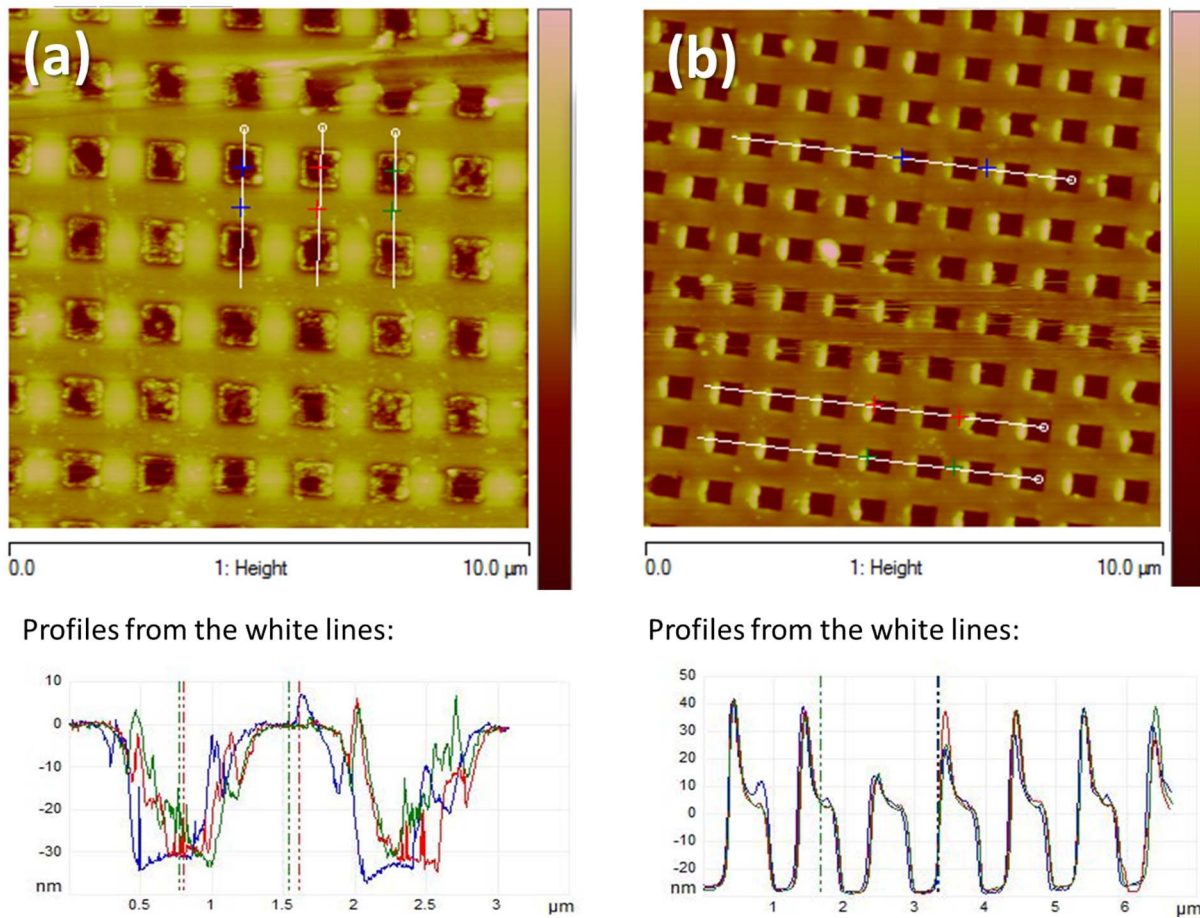 (a)
(b)
0.0 1: Height 10.0 µm
0.0 1: Height 10.0 µm
Profiles from the white lines:
Profiles from the white lines:
10
0
-10
-20
-30
nm
0.5 1 1.5 2 2.5 3 µm
50
40
30
20
10
0
-10
-20
nm
1 2 3 4 5 6 µm